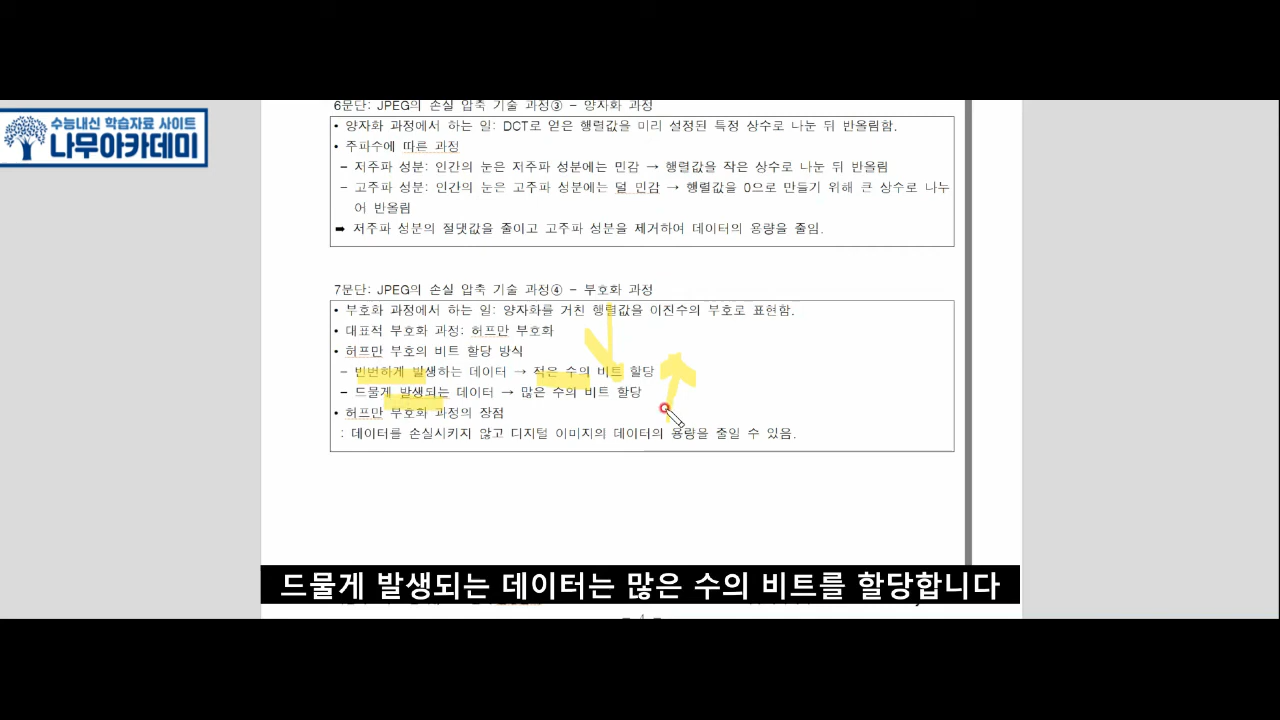 수능내신 학습자료 사이트
나무아카데미
6문단: JPEG의 손실 압축 기술 과정③ - 양자화 과정
• 양자화 과정에서 하는 일: DCT로 얻은 행렬값을 미리 설정된 특정 상수로 나눈 뒤 반올림함.
• 주파수에 따른 과정
- 저주파 성분: 인간의 눈은 저주파 성분에는 민감 → 행렬값을 작은 상수로 나눈 뒤 반올림
- 고주파 성분: 인간의 눈은 고주파 성분에는 덜 민감 → 행렬값을 0으로 만들기 위해 큰 상수로 나누
어 반올림
➡ 저주파 성분의 절댓값을 줄이고 고주파 성분을 제거하여 데이터의 용량을 줄임.
7문단: JPEG의 손실 압축 기술 과정④ - 부호화 과정
• 부호화 과정에서 하는 일: 양자화를 거친 행렬값을 이진수의 부호로 표현함.
• 대표적 부호화 과정: 허프만 부호화
• 허프만 부호의 비트 할당 방식
- 빈번하게 발생하는 데이터 → 적은 수의 비트 할당
- 드물게 발생되는 데이터 → 많은 수의 비트 할당
• 허프만 부호화 과정의 장점
: 데이터를 손실시키지 않고 디지털 이미지의 데이터의 용량을 줄일 수 있음.
드물게 발생되는 데이터는 많은 수의 비트를 할당합니다